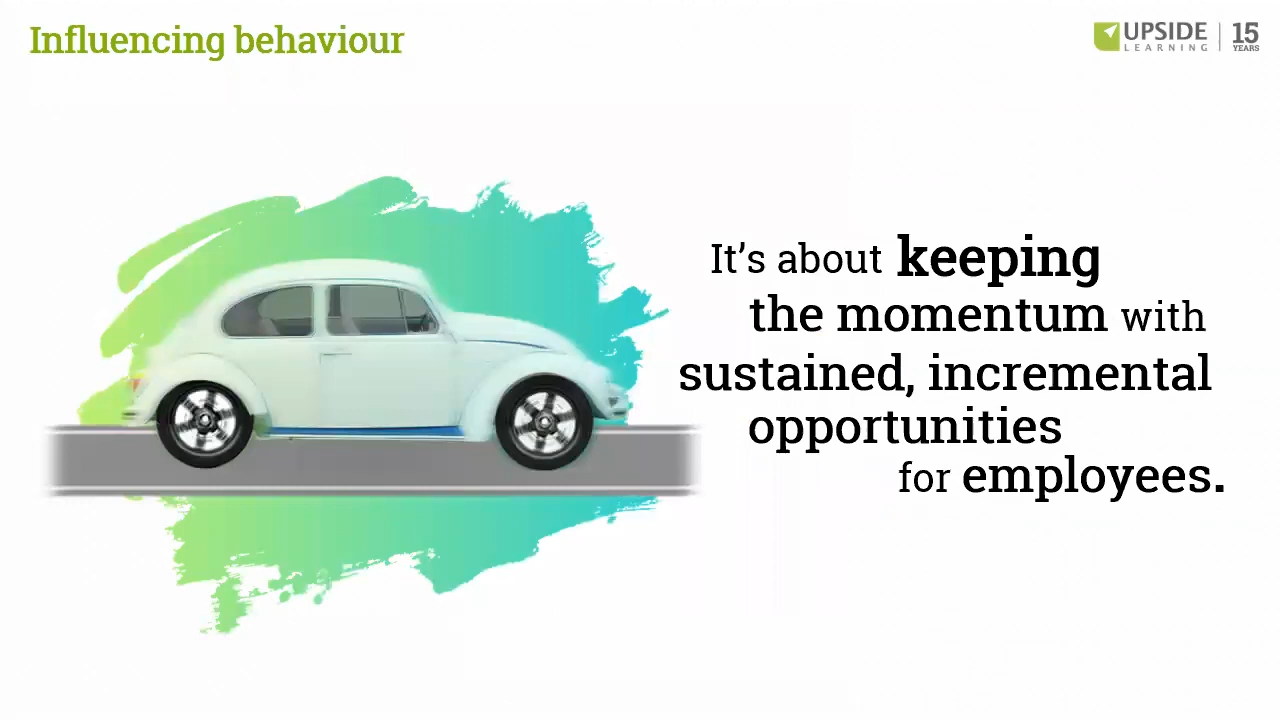 Influencing behaviour
UPSIDE
LEARNING
15
YEARS
It’s about keeping
the momentum with
sustained, incremental
opportunities
for employees.